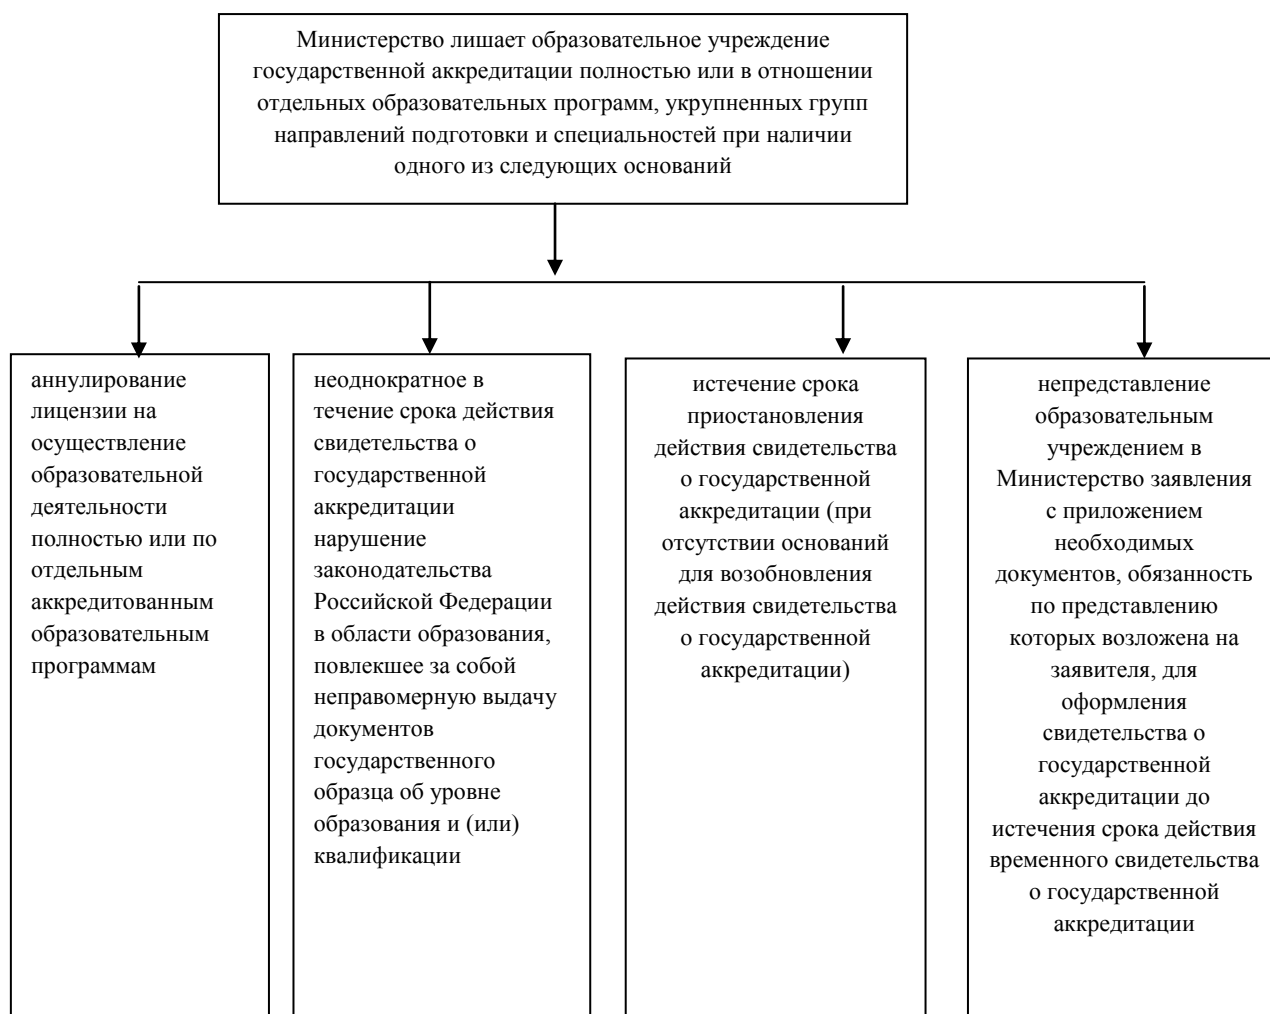 Министерство лишает образовательное учреждение
государственной аккредитации полностью или в отношении
отдельных образовательных программ, укрупненных групп
направлений подготовки и специальностей при наличии
одного из следующих оснований
аннулирование
лицензии на
осуществление
образовательной
деятельности
полностью или по
отдельным
аккредитованным
образовательным
программам
неоднократное в
течение срока действия
свидетельства о
государственной
аккредитации
нарушение
законодательства
Российской Федерации
в области образования,
повлекшее за собой
неправомерную выдачу
документов
государственного
образца об уровне
образования и (или)
квалификации
истечение срока
приостановления
действия свидетельства
о государственной
аккредитации (при
отсутствии оснований
для возобновления
действия свидетельства
о государственной
аккредитации)
непредставление
образовательным
учреждением в
Министерство заявления
с приложением
необходимых
документов, обязанность
по представлению
которых возложена на
заявителя, для
оформления
свидетельства о
государственной
аккредитации до
истечения срока действия
временного свидетельства
о государственной
аккредитации